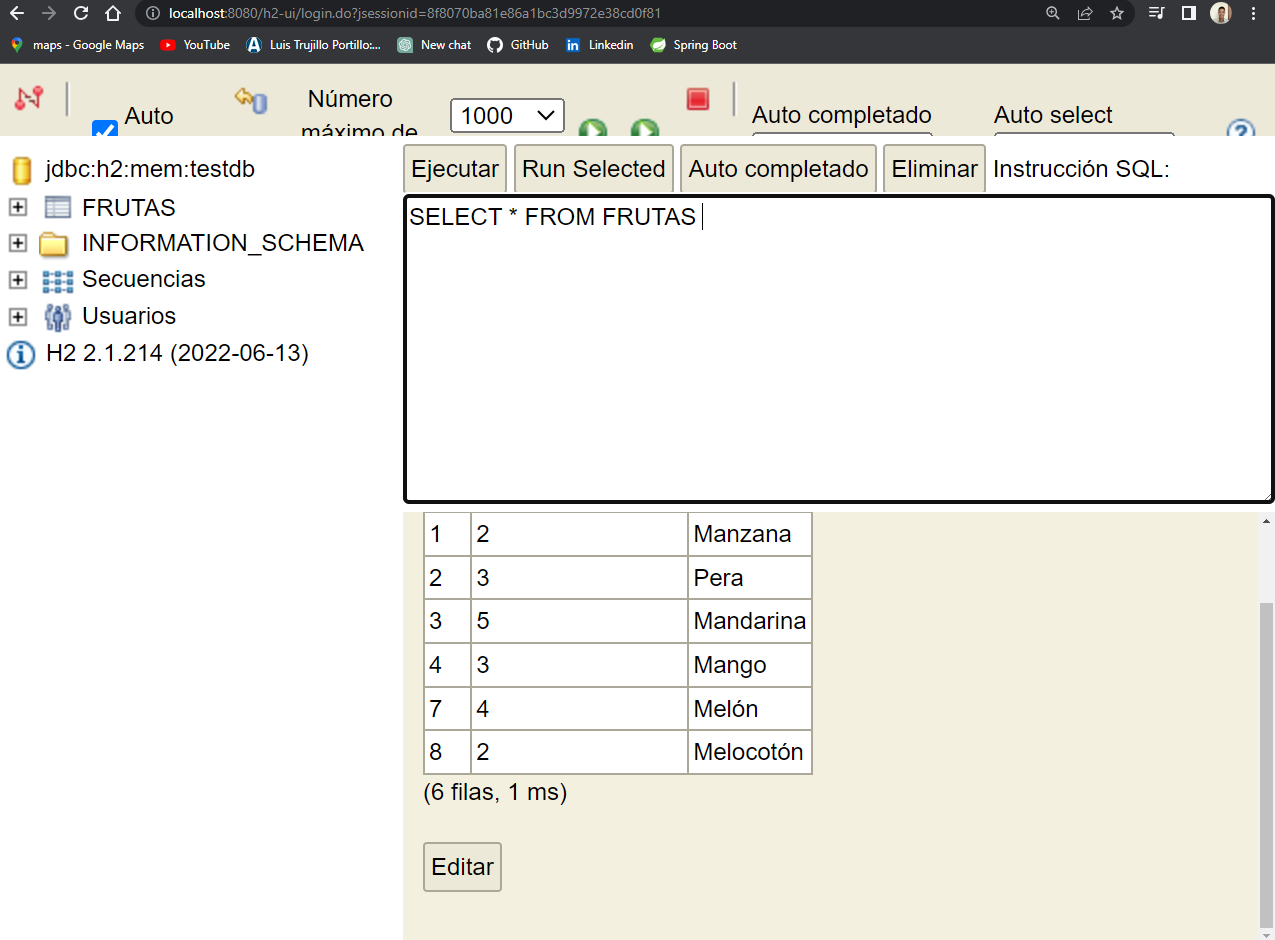 localhost:8080/h2-ui/login.do?jsessionid=8f8070ba81e86a1bc3d9972e38cd0f81
maps - Google Maps YouTube Luis Trujillo Portillo:... New chat GitHub Linkedin Spring Boot
Auto
Número
máximo de
1000
Auto completado
Auto select
jdbc:h2:mem:testdb
FRUTAS
INFORMATION_SCHEMA
Secuencias
Usuarios
H2 2.1.214 (2022-06-13)
Ejecutar Run Selected Auto completado Eliminar Instrucción SQL:
SELECT * FROM FRUTAS
1 2 Manzana
2 3 Pera
3 5 Mandarina
4 3 Mango
7 4 Melón
8 2 Melocotón
(6 filas, 1 ms)
Editar